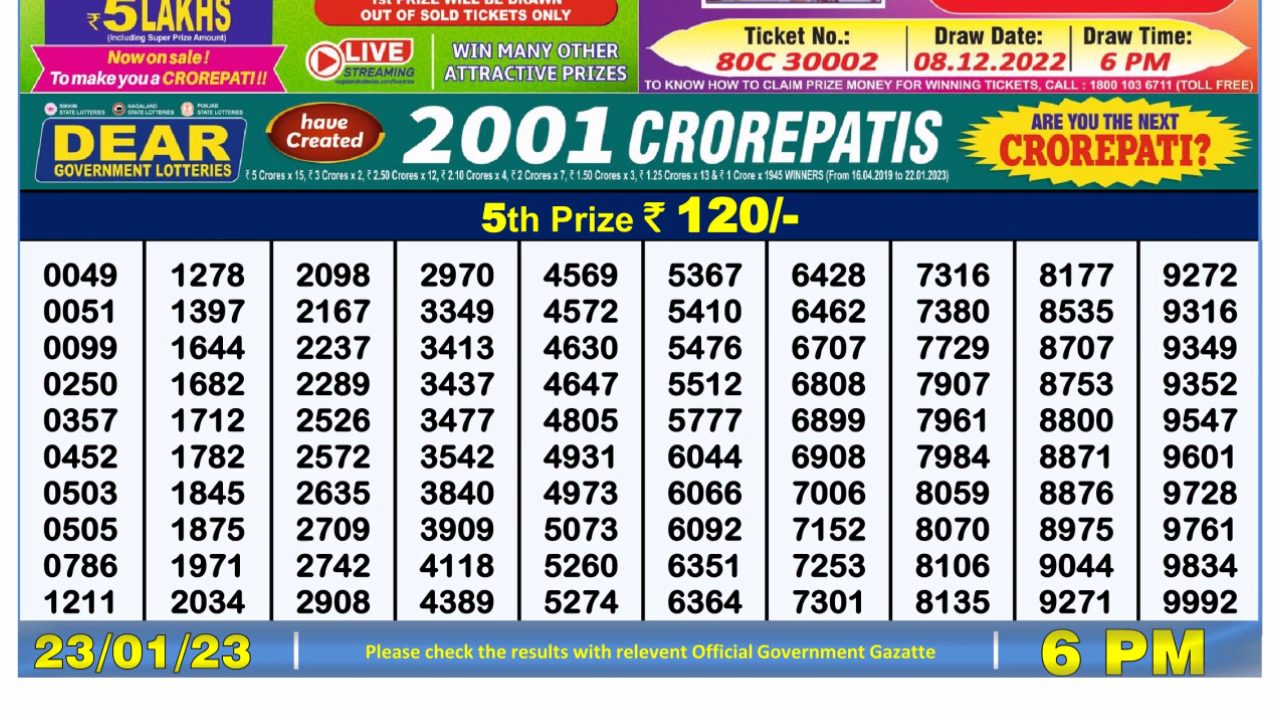 ₹5LAKHS
(Including Super Prize Amount)
Now on sale !
To make you a CROREPATI !!
1st PRIZE WILL BE DRAWN
OUT OF SOLD TICKETS ONLY
LIVE
STREAMING
WIN MANY OTHER
ATTRACTIVE PRIZES
Ticket No.: Draw Date: Draw Time:
80C 30002 08.12.2022 6 PM
TO KNOW HOW TO CLAIM PRIZE MONEY FOR WINNING TICKETS, CALL : 1800 103 6711 (TOLL FREE)
SIKKIM STATE LOTTERIES NAGALAND STATE LOTTERIES PUNJAB STATE LOTTERIES
DEAR
GOVERNMENT LOTTERIES
have
Created
2001 CROREPATIS
₹ 5 Crores x 15, ₹ 3 Crores x 2, ₹ 2.50 Crores x 12, ₹ 2.10 Crores x 4, ₹ 2 Crores x 7, ₹ 1.50 Crores x 3, ₹ 1.25 Crores x 13 & ₹ 1 Crore x 1945 WINNERS (From 16.04.2019 to 22.01.2023)
ARE YOU THE NEXT
CROREPATI?
5th Prize ₹ 120/-
0049 1278 2098 2970 4569 5367 6428 7316 8177 9272
0051 1397 2167 3349 4572 5410 6462 7380 8535 9316
0099 1644 2237 3413 4630 5476 6707 7729 8707 9349
0250 1682 2289 3437 4647 5512 6808 7907 8753 9352
0357 1712 2526 3477 4805 5777 6899 7961 8800 9547
0452 1782 2572 3542 4931 6044 6908 7984 8871 9601
0503 1845 2635 3840 4973 6066 7006 8059 8876 9728
0505 1875 2709 3909 5073 6092 7152 8070 8975 9761
0786 1971 2742 4118 5260 6351 7253 8106 9044 9834
1211 2034 2908 4389 5274 6364 7301 8135 9271 9992
23/01/23 Please check the results with relevent Official Government Gazatte 6 PM